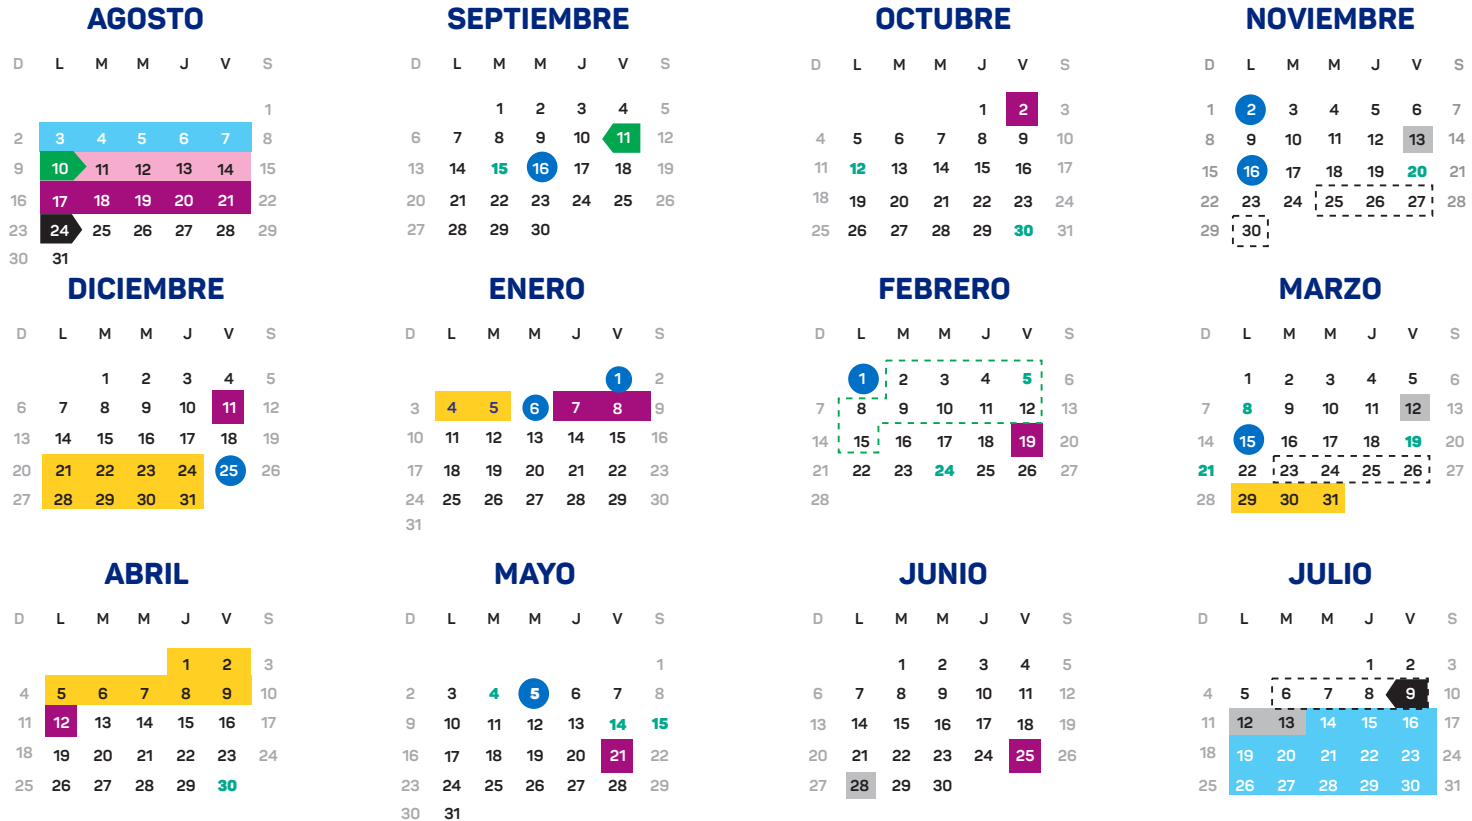 AGOSTO
D L M M J V S
1
2 3 4 5 6 7 8
9 10 11 12 13 14 15
16 17 18 19 20 21 22
23 24 25 26 27 28 29
30 31
SEPTIEMBRE
D L M M J V S
1 2 3 4 5
6 7 8 9 10 11 12
13 14 15 16 17 18 19
20 21 22 23 24 25 26
27 28 29 30
OCTUBRE
D L M M J V S
1 2 3
4 5 6 7 8 9 10
11 12 13 14 15 16 17
18 19 20 21 22 23 24
25 26 27 28 29 30 31
NOVIEMBRE
D L M M J V S
1 2 3 4 5 6 7
8 9 10 11 12 13 14
15 16 17 18 19 20 21
22 23 24 25 26 27 28
29 30
DICIEMBRE
D L M M J V S
1 2 3 4 5
6 7 8 9 10 11 12
13 14 15 16 17 18 19
20 21 22 23 24 25 26
27 28 29 30 31
ENERO
D L M M J V S
1 2
3 4 5 6 7 8 9
10 11 12 13 14 15 16
17 18 19 20 21 22 23
24 25 26 27 28 29 30
31
FEBRERO
D L M M J V S
1 2 3 4 5 6
7 8 9 10 11 12 13
14 15 16 17 18 19 20
21 22 23 24 25 26 27
28
MARZO
D L M M J V S
1 2 3 4 5 6
7 8 9 10 11 12 13
14 15 16 17 18 19 20
21 22 23 24 25 26 27
28 29 30 31
ABRIL
D L M M J V S
1 2 3
4 5 6 7 8 9 10
11 12 13 14 15 16 17
18 19 20 21 22 23 24
25 26 27 28 29 30
MAYO
D L M M J V S
1
2 3 4 5 6 7 8
9 10 11 12 13 14 15
16 17 18 19 20 21 22
23 24 25 26 27 28 29
30 31
JUNIO
D L M M J V S
1 2 3 4 5
6 7 8 9 10 11 12
13 14 15 16 17 18 19
20 21 22 23 24 25 26
27 28 29 30
JULIO
D L M M J V S
1 2 3
4 5 6 7 8 9 10
11 12 13 14 15 16 17
18 19 20 21 22 23 24
25 26 27 28 29 30 31